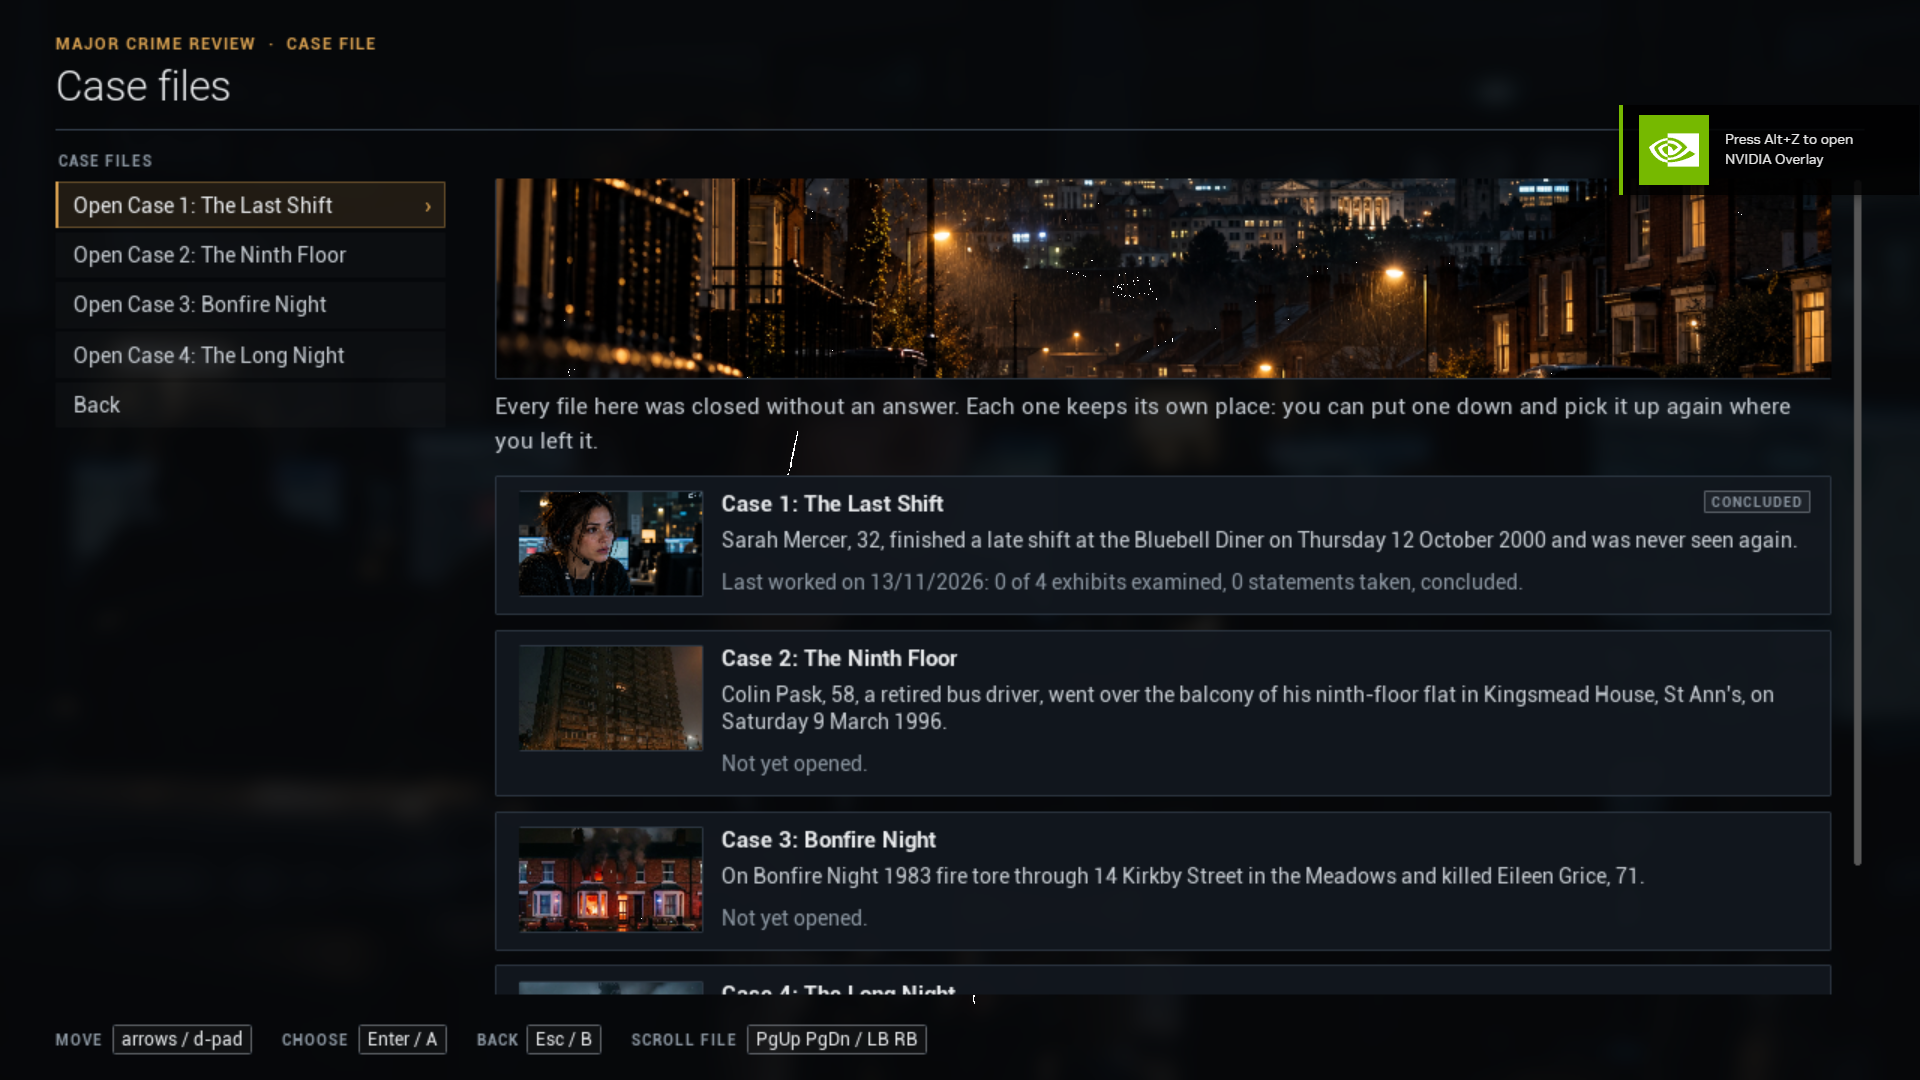 MAJOR CRIME REVIEW · CASE FILE
Case files
Press Alt+Z to open
NVIDIA Overlay
CASE FILES
Open Case 1: The Last Shift ›
Open Case 2: The Ninth Floor
Open Case 3: Bonfire Night
Open Case 4: The Long Night
Back
Every file here was closed without an answer. Each one keeps its own place: you can put one down and pick it up again where
you left it.
Case 1: The Last Shift
CONCLUDED
Sarah Mercer, 32, finished a late shift at the Bluebell Diner on Thursday 12 October 2000 and was never seen again.
Last worked on 13/11/2026: 0 of 4 exhibits examined, 0 statements taken, concluded.
Case 2: The Ninth Floor
Colin Pask, 58, a retired bus driver, went over the balcony of his ninth-floor flat in Kingsmead House, St Ann's, on
Saturday 9 March 1996.
Not yet opened.
Case 3: Bonfire Night
On Bonfire Night 1983 fire tore through 14 Kirkby Street in the Meadows and killed Eileen Grice, 71.
Not yet opened.
Case 4: The Long Night
MOVE arrows / d-pad CHOOSE Enter / A BACK Esc / B SCROLL FILE PgUp PgDn / LB RB